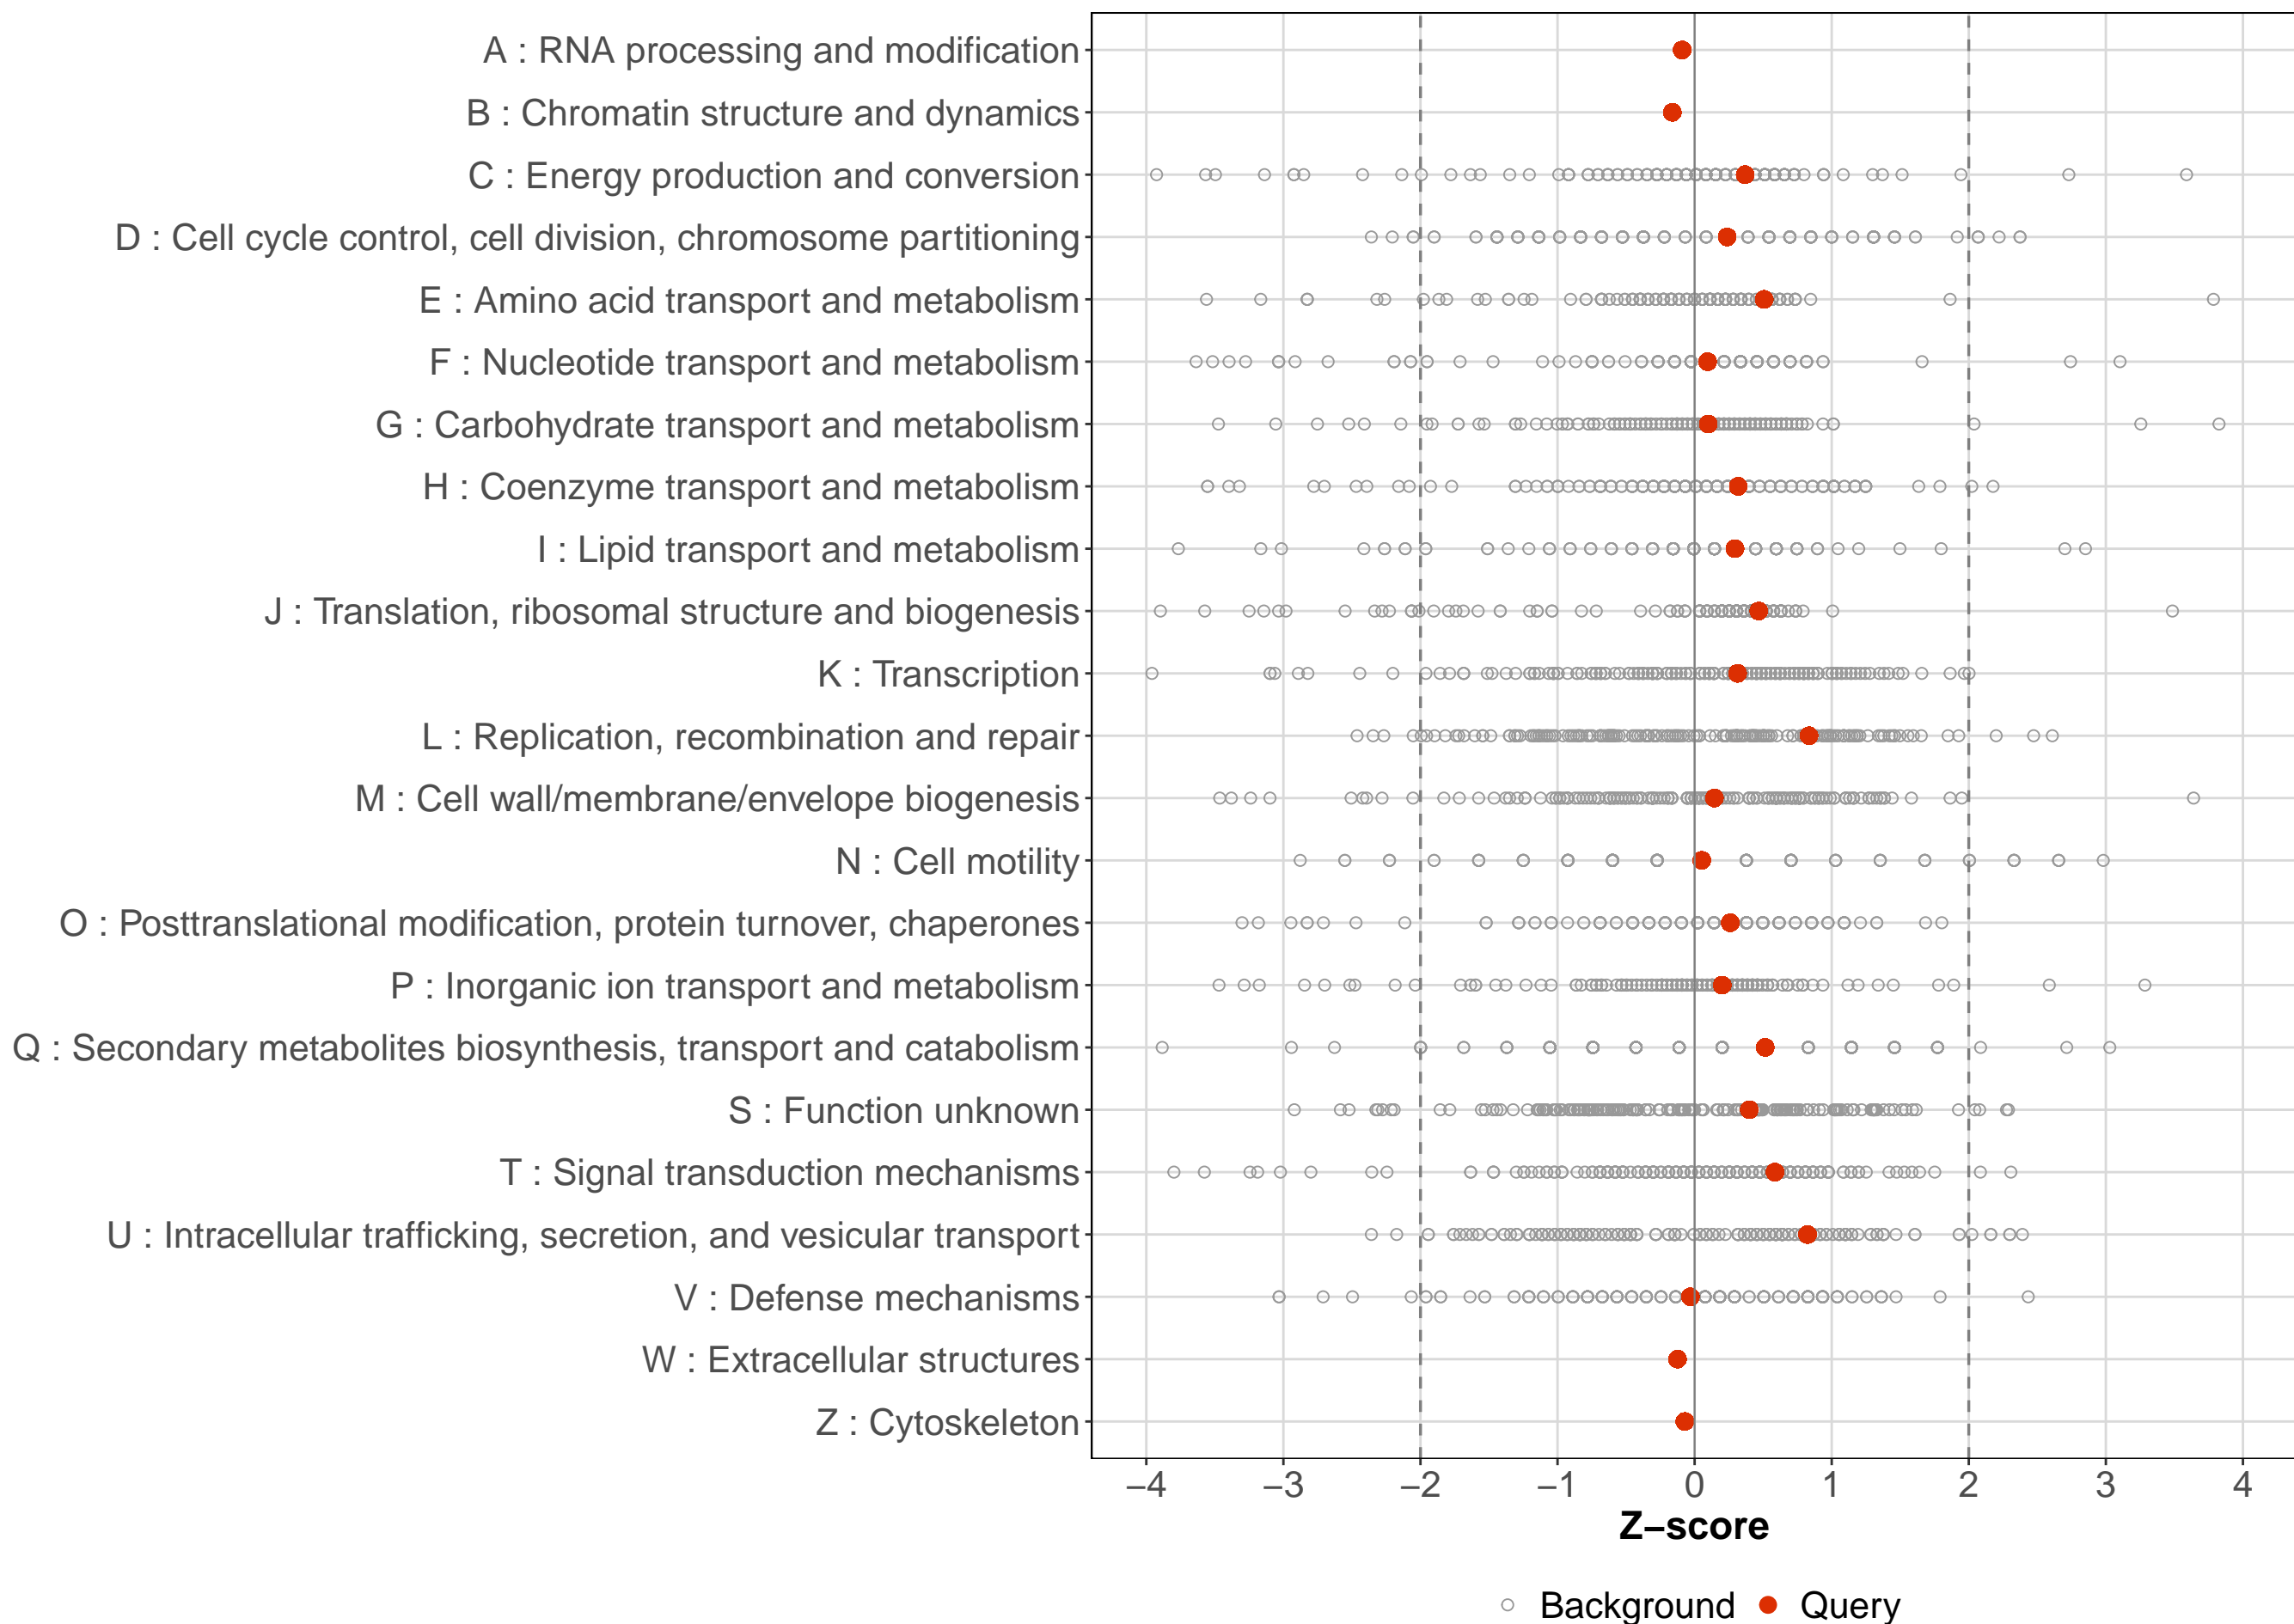 A : RNA processing and modification
B : Chromatin structure and dynamics
C : Energy production and conversion
D : Cell cycle control, cell division, chromosome partitioning
E : Amino acid transport and metabolism
F : Nucleotide transport and metabolism
G : Carbohydrate transport and metabolism
H : Coenzyme transport and metabolism
I : Lipid transport and metabolism
J : Translation, ribosomal structure and biogenesis
K : Transcription
L : Replication, recombination and repair
M : Cell wall/membrane/envelope biogenesis
N : Cell motility
O : Posttranslational modification, protein turnover, chaperones
P : Inorganic ion transport and metabolism
Q : Secondary metabolites biosynthesis, transport and catabolism
S : Function unknown
T : Signal transduction mechanisms
U : Intracellular trafficking, secretion, and vesicular transport
V : Defense mechanisms
W : Extracellular structures
Z : Cytoskeleton
−4 −3 −2 −1 0 1 2 3 4
Z−score
Background Query